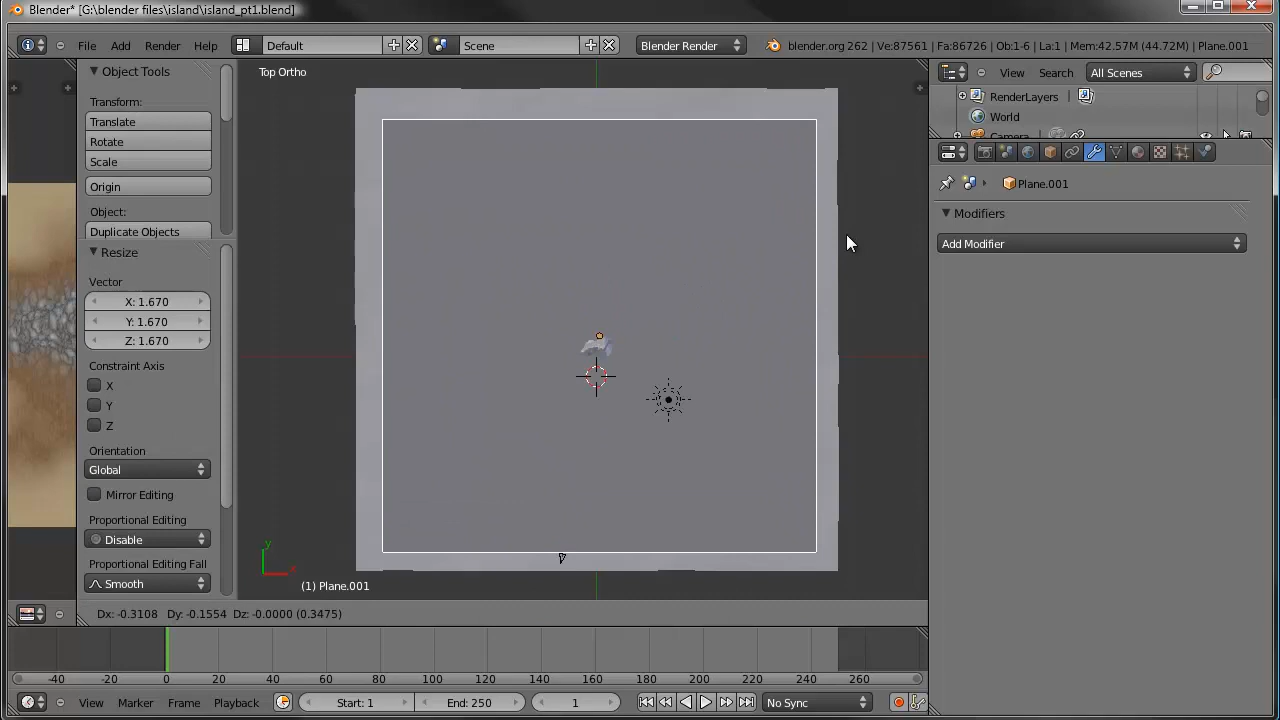 Blender* [G:\blender files\island\island_pt1.blend]
File Add Render Help Default Scene Blender Render blender.org 262 | Ve:87561 | Fa:86726 | Ob:1-6 | La:1 | Mem:42.57M (44.72M) | Plane.001
Object Tools
Transform:
Translate
Rotate
Scale
Origin
Object:
Duplicate Objects
Resize
Vector
X: 1.670
Y: 1.670
Z: 1.670
Constraint Axis
X
Y
Z
Orientation
Global
Mirror Editing
Proportional Editing
Disable
Proportional Editing Fall
Smooth
Top Ortho
y
x
(1) Plane.001
View Search All Scenes
RenderLayers
World
Camera
Plane.001
Modifiers
Add Modifier
Dx: -0.3108 Dy: -0.1554 Dz: -0.0000 (0.3475)
-40 -20 0 20 40 60 80 100 120 140 160 180 200 220 240 260
View Marker Frame Playback Start: 1 End: 250 1 No Sync